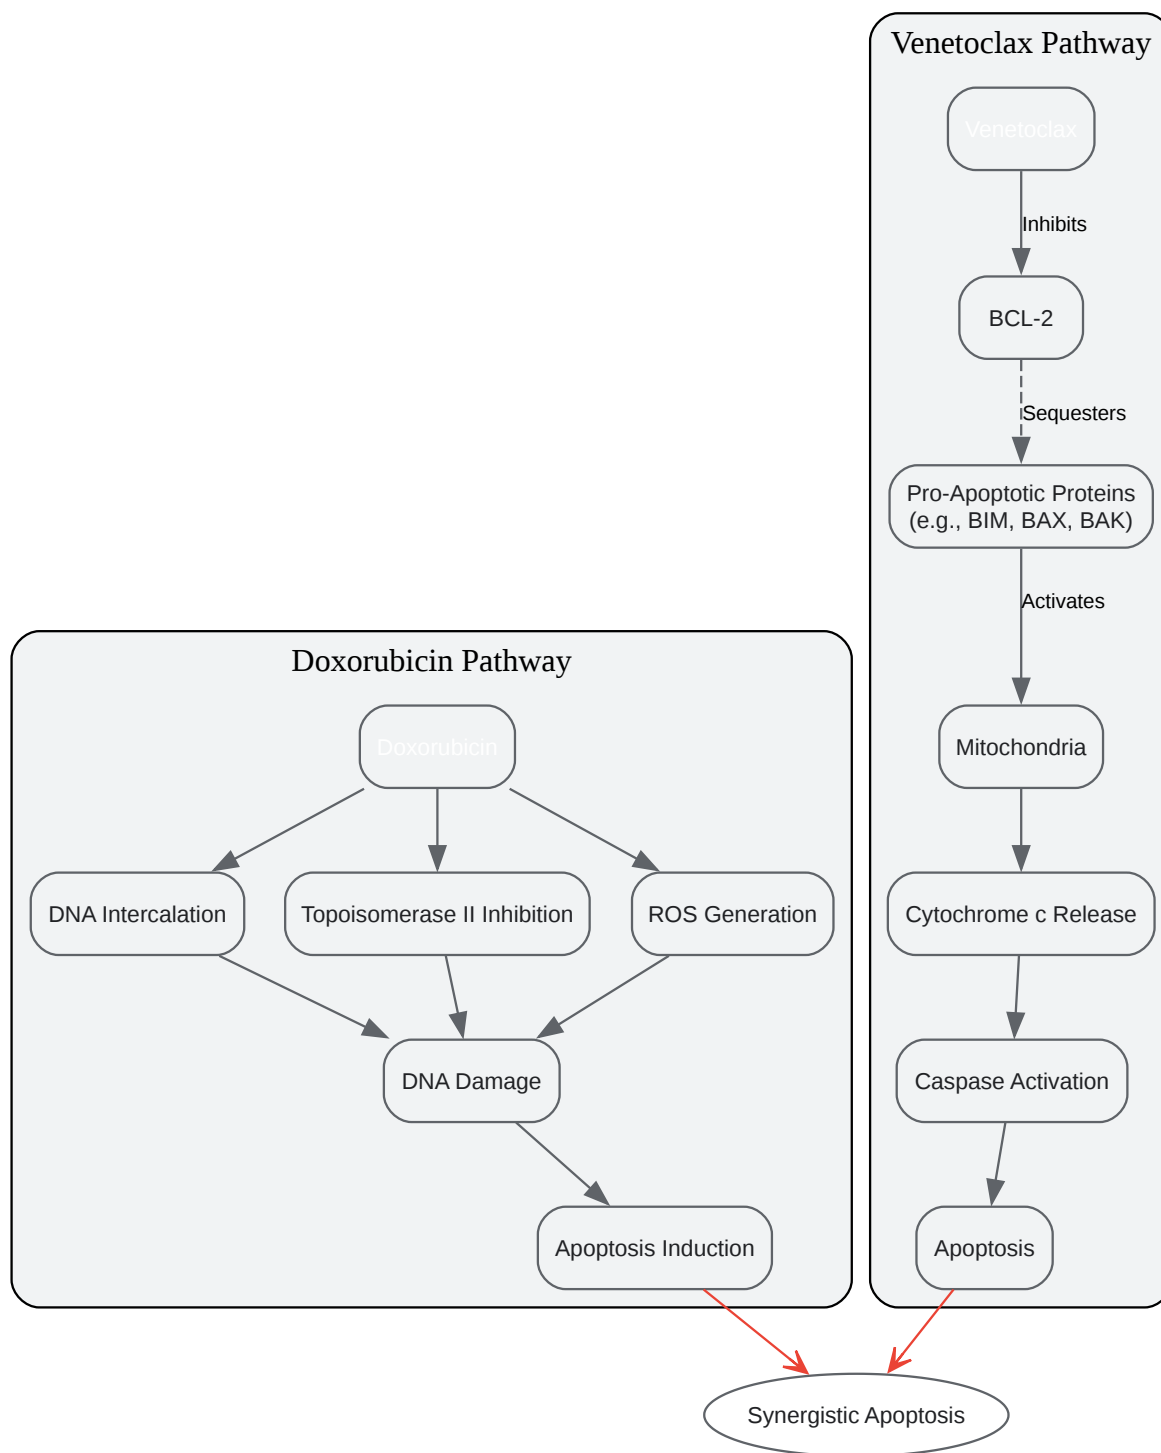 Venetoclax Pathway
Venetoclax
Inhibits
BCL-2
Sequesters
Pro-Apoptotic Proteins
(e.g., BIM, BAX, BAK)
Activates
Mitochondria
Cytochrome c Release
Caspase Activation
Apoptosis
Doxorubicin Pathway
Doxorubicin
DNA Intercalation
Topoisomerase II Inhibition
ROS Generation
DNA Damage
Apoptosis Induction
Synergistic Apoptosis